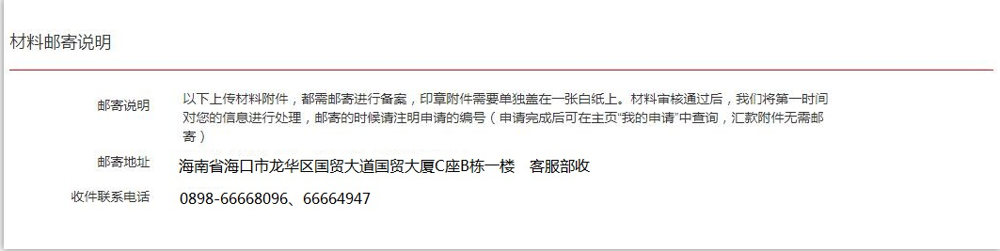 材料邮寄说明
邮寄说明
以下上传材料附件，都需邮寄进行备案，印章附件需要单独盖在一张白纸上。材料审核通过后，我们将第一时间
对您的信息进行处理，邮寄的时候请注明申请的编号（申请完成后可在主页“我的申请”中查询，汇款附件无需邮
寄）
邮寄地址
海南省海口市龙华区国贸大道国贸大厦C座B栋一楼　客服部收
收件联系电话
0898-66668096、66664947